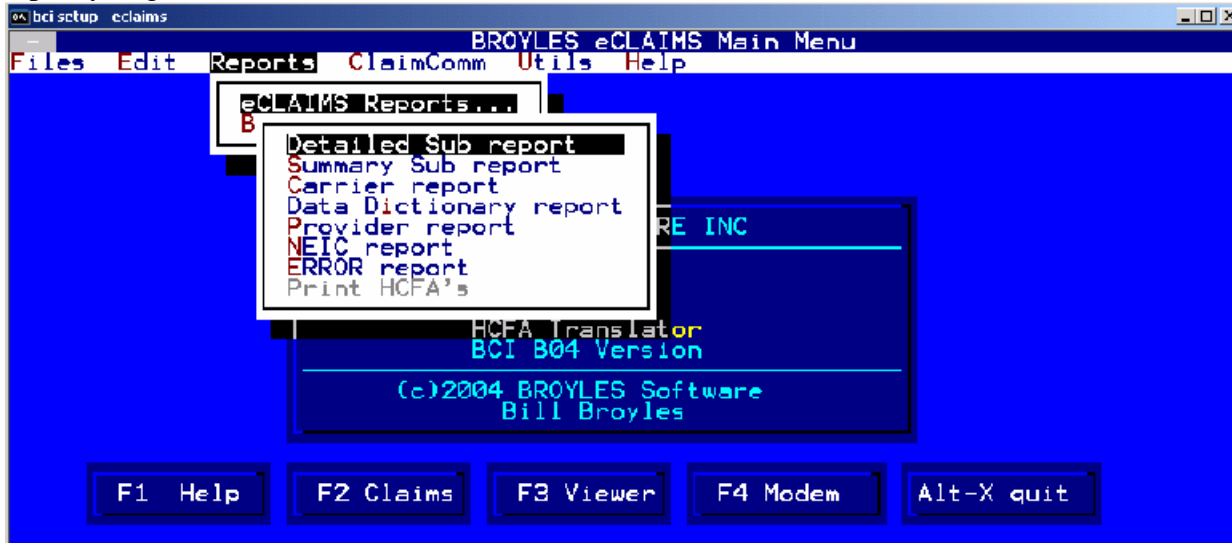 bci setup eclaims
BROYLES eCLAIMS Main Menu
Files Edit Reports ClaimComm Utils Help
eCLAIMS Reports...
B
Detailed Sub report
Summary Sub report
Carrier report
Data Dictionary report
Provider report
NEIC report
ERROR report
Print HCFA's
RE INC
HCFA Translator
BCI B04 Version
(c)2004 BROYLES Software
Bill Broyles
F1 Help F2 Claims F3 Viewer F4 Modem Alt-X quit